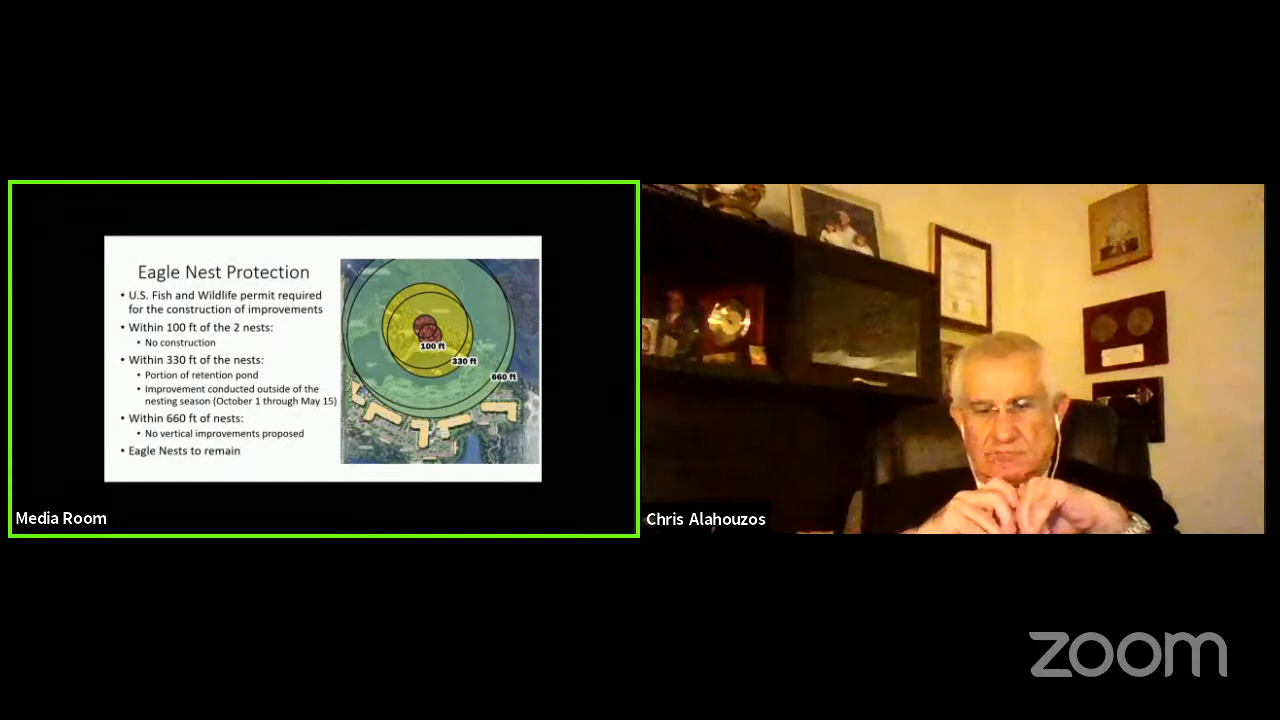 Eagle Nest Protection
• U.S. Fish and Wildlife permit required
for the construction of improvements
• Within 100 ft of the 2 nests:
• No construction
• Within 330 ft of the nests:
• Portion of retention pond
• Improvement conducted outside of the
nesting season (October 1 through May 15)
• Within 660 ft of nests:
• No vertical improvements proposed
• Eagle Nests to remain
100 ft
330 ft
660 ft
Media Room
Chris Alahouzos
zoom